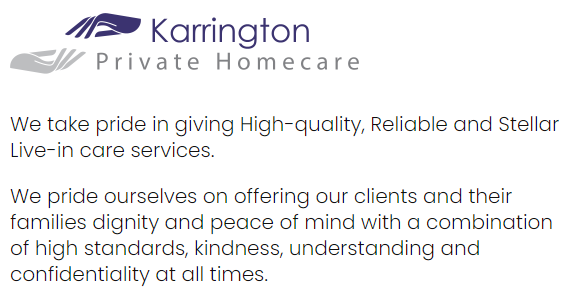 Karrington
Private Homecare
We take pride in giving High-quality, Reliable and Stellar
Live-in care services.
We pride ourselves on offering our clients and their
families dignity and peace of mind with a combination
of high standards, kindness, understanding and
confidentiality at all times.